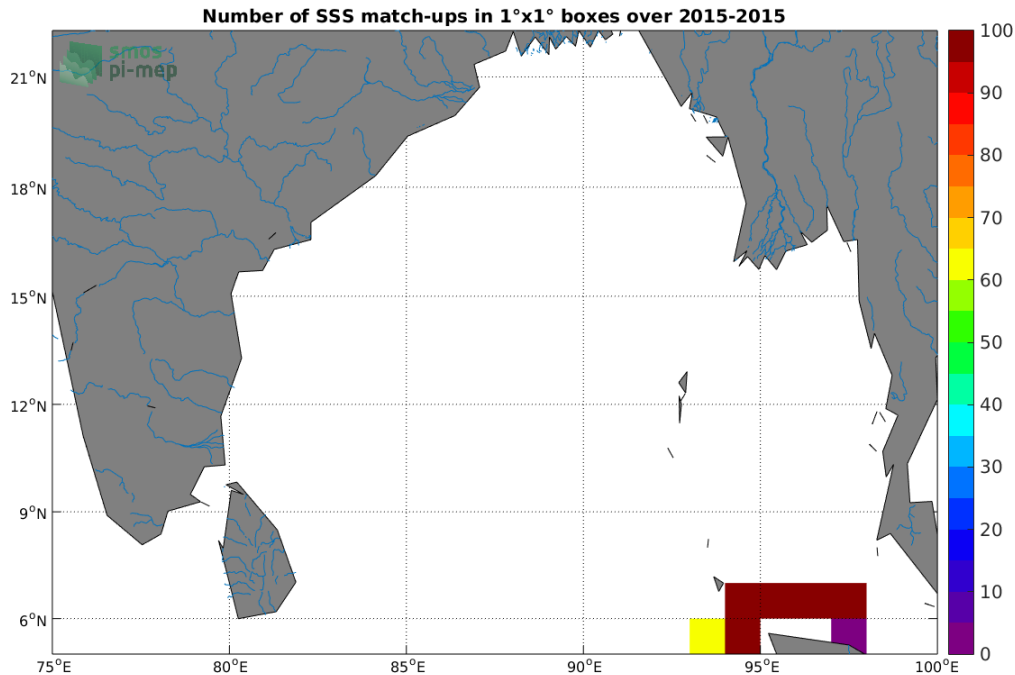 Number of SSS match-ups in 1°x1° boxes over 2015-2015
smos
pi-mep
21°N
18°N
15°N
12°N
9°N
6°N
75°E
80°E
85°E
90°E
95°E
100°E
100
90
80
70
60
50
40
30
20
10
0